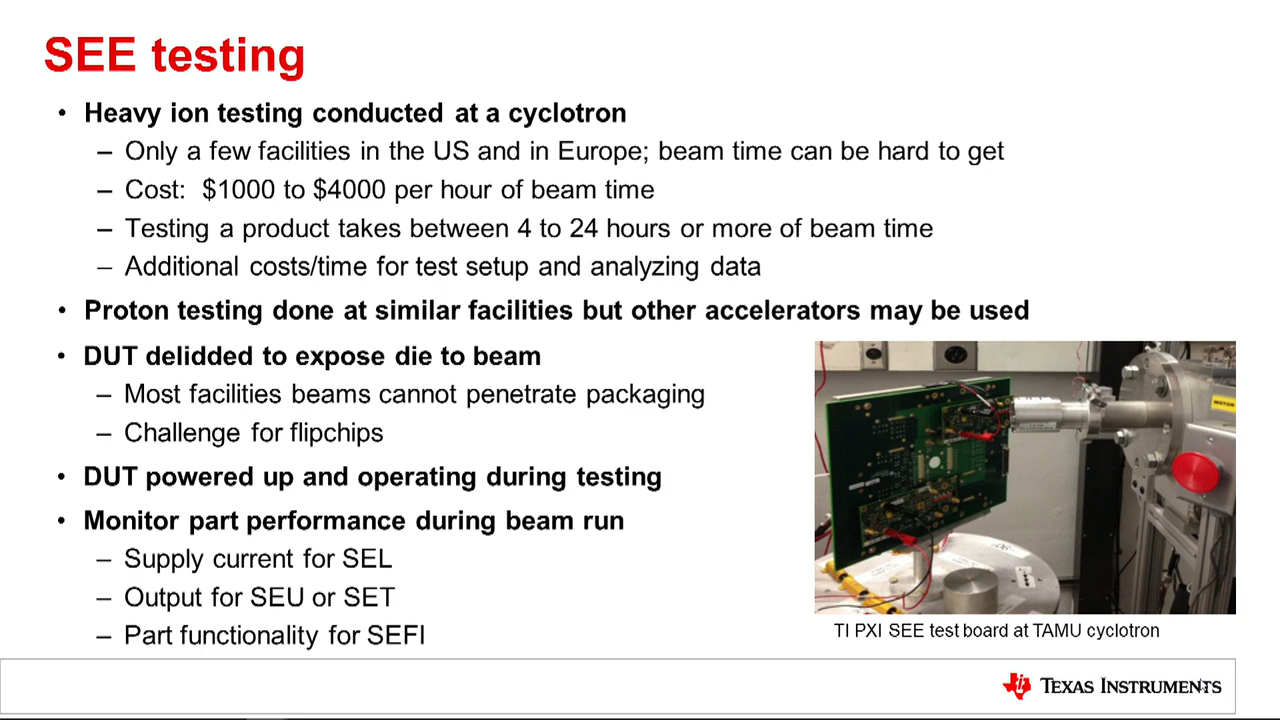 SEE testing
• Heavy ion testing conducted at a cyclotron
– Only a few facilities in the US and in Europe; beam time can be hard to get
– Cost: $1000 to $4000 per hour of beam time
– Testing a product takes between 4 to 24 hours or more of beam time
– Additional costs/time for test setup and analyzing data
• Proton testing done at similar facilities but other accelerators may be used
• DUT delidded to expose die to beam
– Most facilities beams cannot penetrate packaging
– Challenge for flipchips
• DUT powered up and operating during testing
• Monitor part performance during beam run
– Supply current for SEL
– Output for SEU or SET
– Part functionality for SEFI
MOTOR
TI PXI SEE test board at TAMU cyclotron
TEXAS INSTRUMENTS